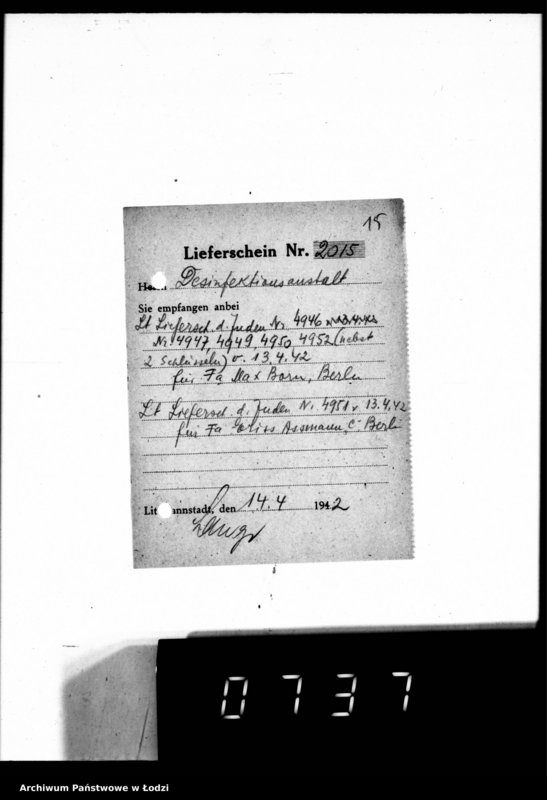 15
Lieferschein Nr. 2015
Herrn Desinfektionsanstalt
Sie empfangen anbei
Lt Liefersch. d. Juden Nr. 4946 v. 13.4.42
Nr. 4947, 4949, 4950, 4952 (nebst
2 Schlüsseln) v. 13.4.42
für Fa Max Born, Berlin
Lt Liefersch. d. Juden Nr. 4951 v. 13.4.42
für Fa Assmann, Berlin
Litzmannstadt, den 14.4 1942
0737
Archiwum Państwowe w Łodzi